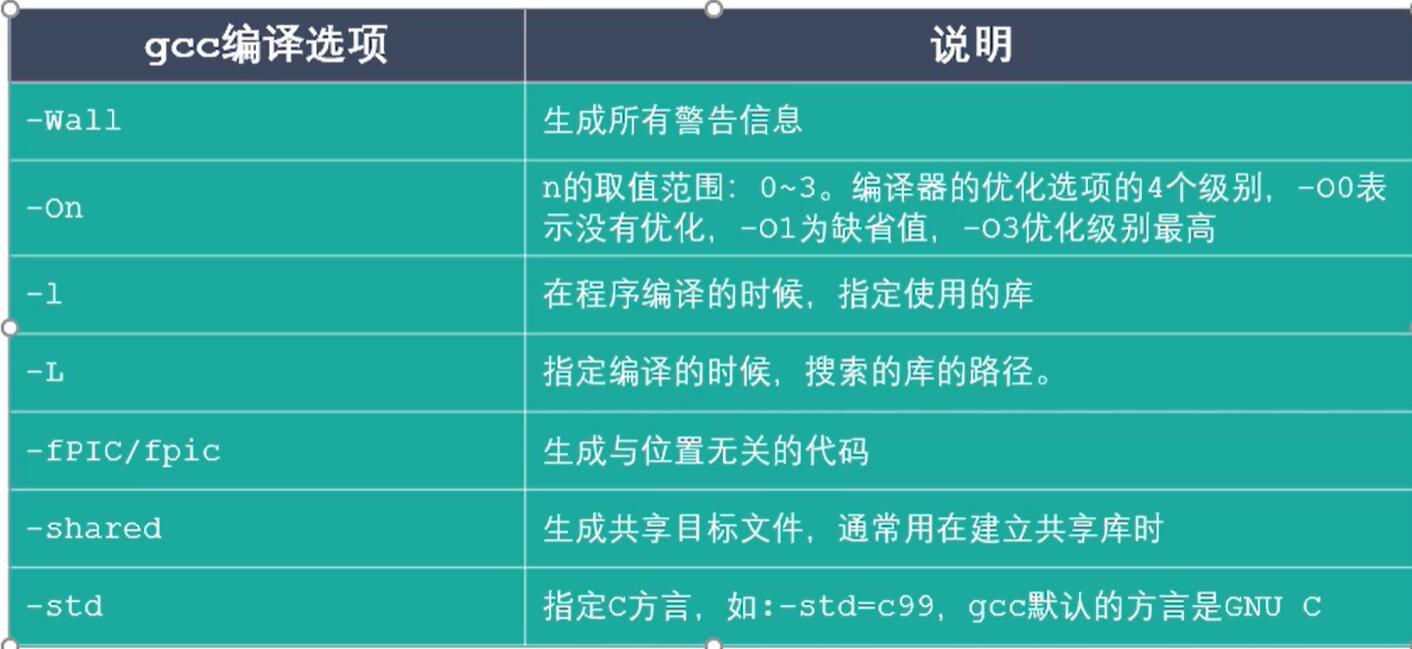 gcc编译选项 说明
-Wall 生成所有警告信息
-On n的取值范围：0~3。编译器的优化选项的4个级别，-O0表
示没有优化，-O1为缺省值，-O3优化级别最高
-l 在程序编译的时候，指定使用的库
-L 指定编译的时候，搜索的库的路径。
-fPIC/fpic 生成与位置无关的代码
-shared 生成共享目标文件，通常用在建立共享库时
-std 指定C方言，如:-std=c99，gcc默认的方言是GNU C